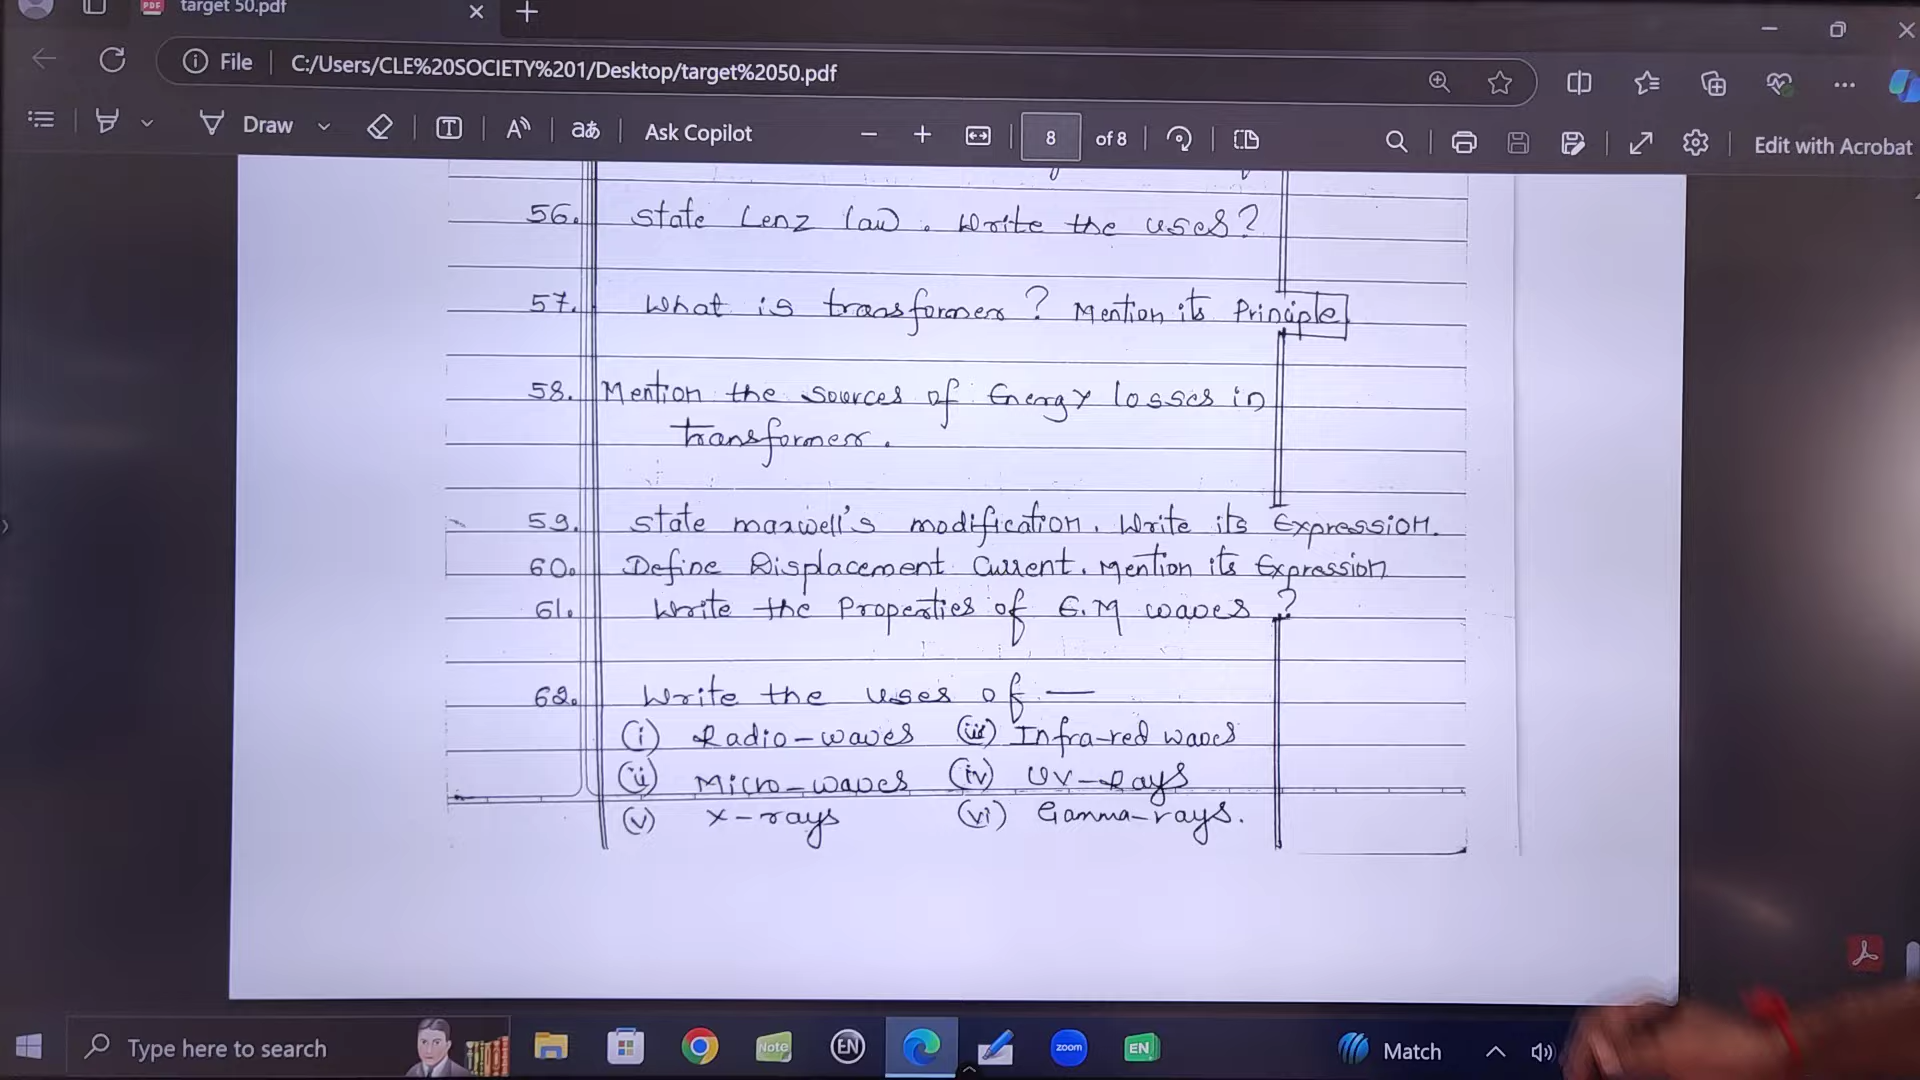 target 50.pdf
File C:/Users/CLE%20SOCIETY%201/Desktop/target%2050.pdf
Draw Ask Copilot 8 of 8 Edit with Acrobat
56. State Lenz law. Write the uses?
57. What is transformer? Mention its Principle
58. Mention the sources of Energy losses in
transformer.
59. State maxwell's modification. Write its Expression.
60. Define Displacement Current. Mention its Expression
61. Write the Properties of E.M waves?
62. Write the uses of —
(i) Radio-waves (iii) Infra-red waves
(ii) Micro-waves (iv) UV-Rays
(v) X-rays (vi) Gamma-rays.
Type here to search Note EN zoom EN Match